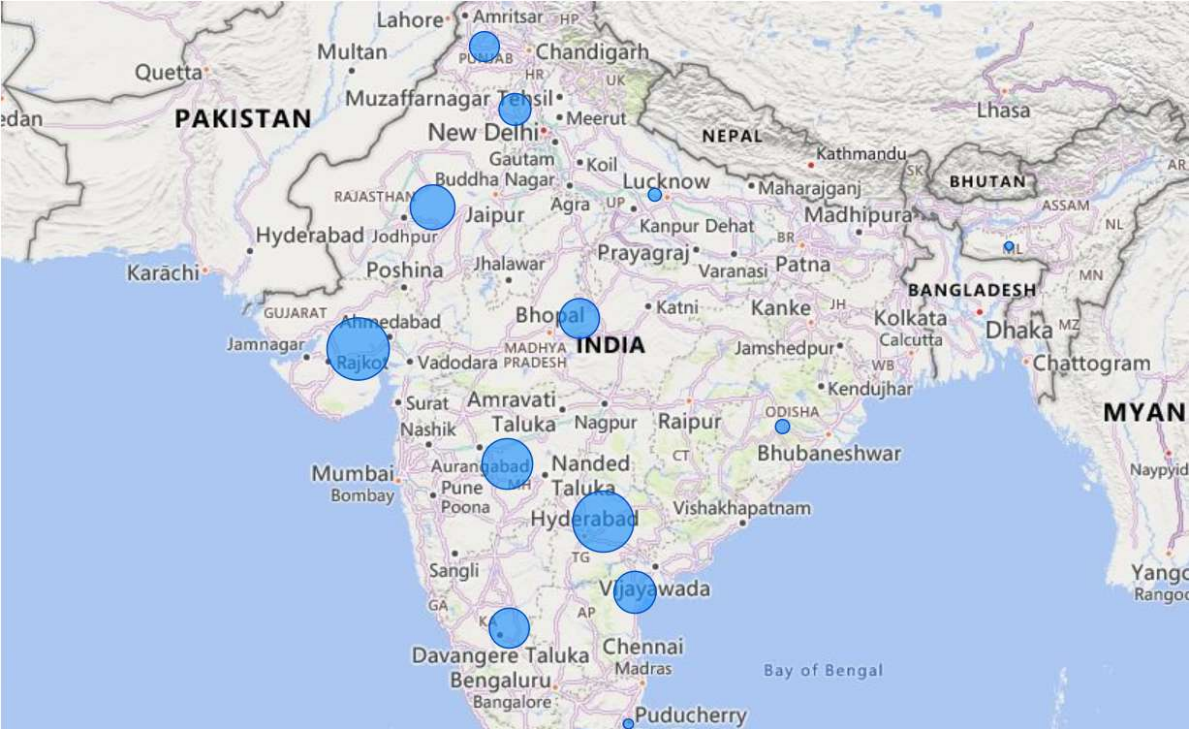 Lahore
Amritsar
HP
Multan
Chandigarh
PUNJAB
Quetta
HR
UK
edan
Muzaffarnagar Tehsil
PAKISTAN
Meerut
Lhasa
New Delhi
NEPAL
Gautam
Buddha Nagar
Koil
Kathmandu
AR
SK
BHUTAN
RAJASTHAN
Lucknow
Maharajganj
Agra
UP
ASSAM
Jaipur
Kanpur Dehat
Madhipura
NL
Hyderabad
Jodhpur
BR
ML
Karāchi
Poshina
Jhalawar
Prayagraj
Varanasi
Patna
MN
BANGLADESH
GUJARAT
Ahmedabad
Bhopal
Katni
Kanke
JH
Kolkata
Calcutta
Dhaka
MZ
Jamnagar
Rajkot
Vadodara
MADHYA
PRADESH
INDIA
Jamshedpur
WB
Chattogram
Kendujhar
Surat
Amravati
Taluka
Nagpur
Raipur
ODISHA
MYAN
Nashik
CT
Bhubaneshwar
Mumbai
Bombay
Aurangabad
MH
Nanded
Taluka
Naypyid
Pune
Poona
Hyderabad
Vishakhapatnam
Sangli
TG
Yango
Rangoo
Vijayawada
GA
AP
KA
Davangere Taluka
Chennai
Madras
Bay of Bengal
Bengaluru
Bangalore
Puducherry